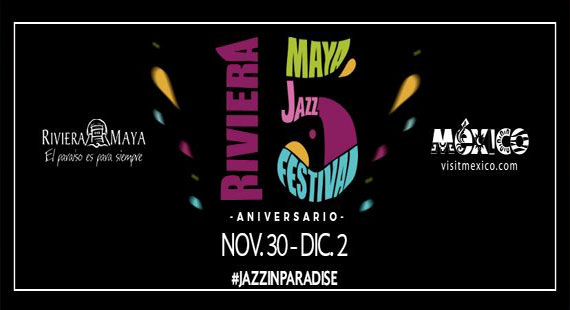 RIVIERA MAYA
El paraíso es para siempre
RIVIERA
MAYA
JAZZ
5
FESTIVAL
-ANIVERSARIO-
NOV. 30 - DIC. 2
#JAZZINPARADISE
MÉXICO
visitmexico.com